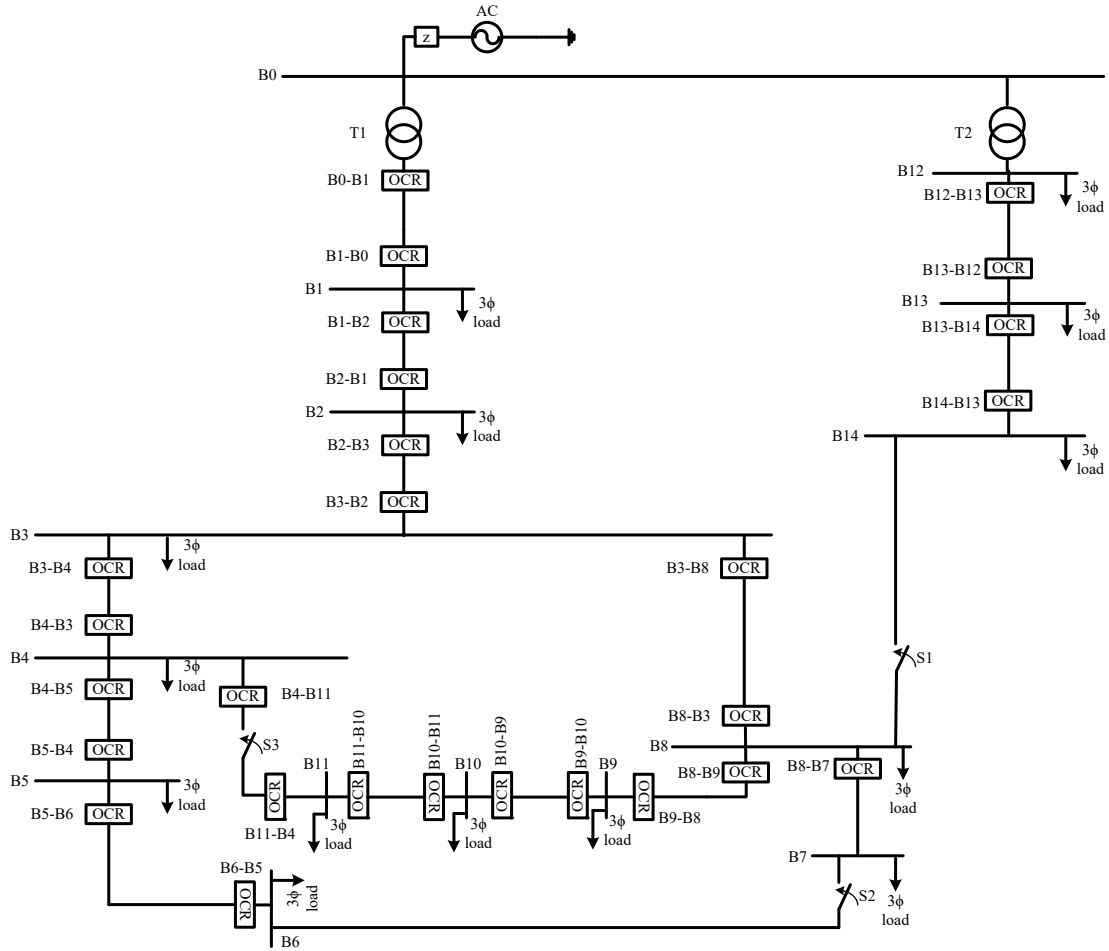 AC
z
B0
T1
T2
B0-B1
OCR
B12
B12-B13
OCR
3ϕ
load
B1-B0
OCR
B13-B12
OCR
B1
3ϕ
load
B13
3ϕ
load
B1-B2
OCR
B13-B14
OCR
B2-B1
OCR
B14-B13
OCR
B2
3ϕ
load
B14
3ϕ
load
B2-B3
OCR
B3-B2
OCR
B3
3ϕ
load
B3-B4
OCR
B3-B8
OCR
B4-B3
OCR
B4
3ϕ
load
S1
B4-B5
OCR
OCR
B4-B11
B8-B3
OCR
B5-B4
OCR
S3
B11-B10
OCR
B10-B11
OCR
B10-B9
OCR
B9-B10
OCR
B8
B8-B9
OCR
B8-B7
OCR
3ϕ
load
B5
3ϕ
load
B5-B6
OCR
OCR
B11-B4
B11
3ϕ
load
B10
3ϕ
load
B9
3ϕ
load
OCR
B9-B8
B7
3ϕ
load
B6-B5
OCR
3ϕ
load
S2
B6